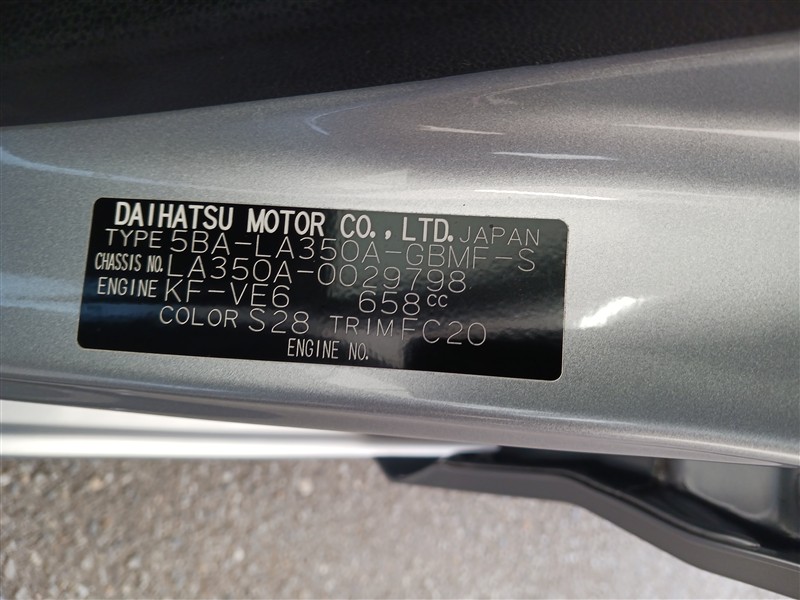 DAIHATSU MOTOR CO.,LTD. JAPAN
TYPE 5BA-LA350A-GBMF-S
CHASSIS NO. LA350A-0029798
ENGINE KF-VE6 658cc
COLOR S28 TRIM FC20
ENGINE NO.